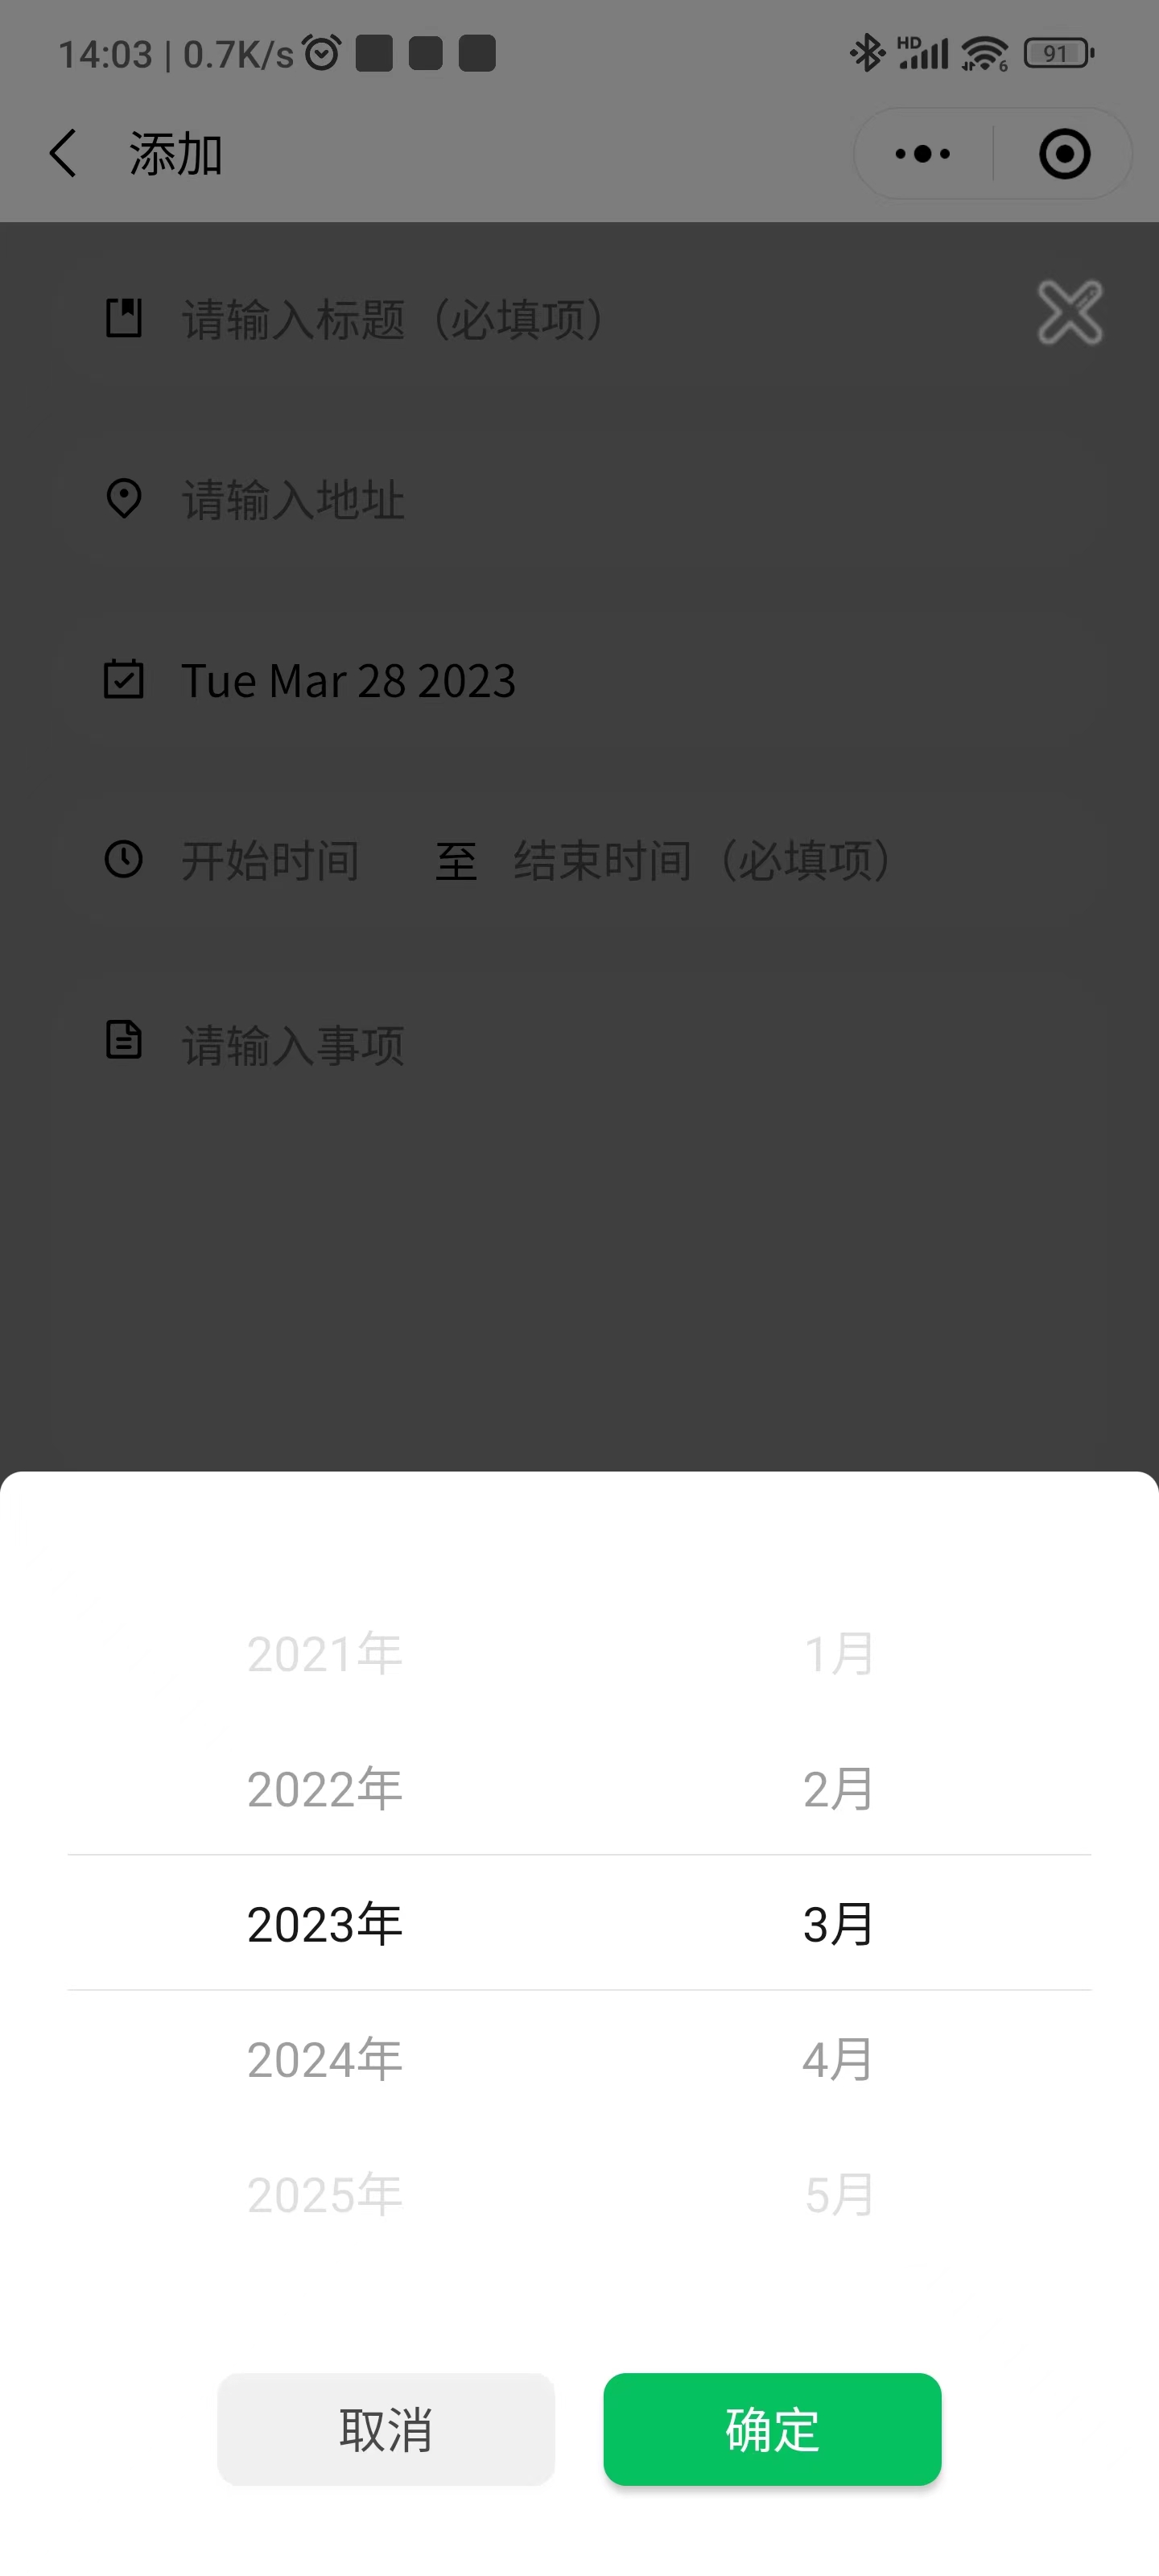 14:03 | 0.7K/s HD 6 91
添加
请输入标题（必填项）
请输入地址
Tue Mar 28 2023
开始时间 至 结束时间（必填项）
请输入事项
2021年 1月
2022年 2月
2023年 3月
2024年 4月
2025年 5月
取消 确定